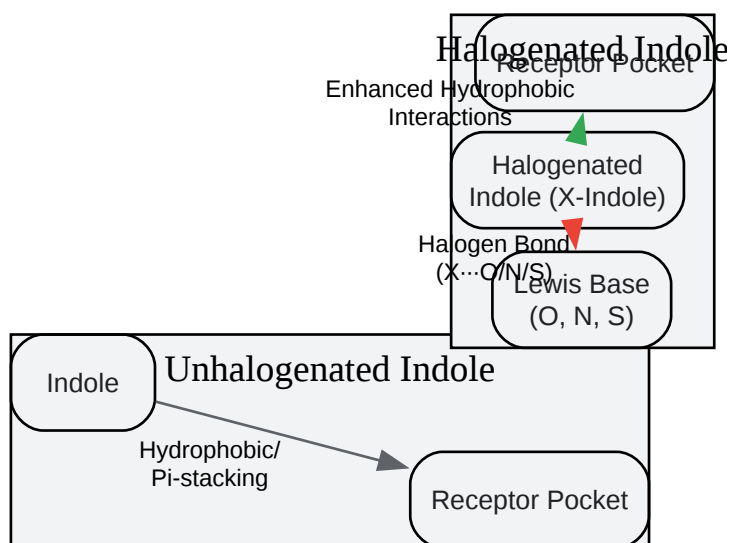 Halogenated Indole
Receptor Pocket
Enhanced Hydrophobic
Interactions
Halogenated
Indole (X-Indole)
Halogen Bond
(X···O/N/S)
Lewis Base
(O, N, S)
Unhalogenated Indole
Indole
Hydrophobic/
Pi-stacking
Receptor Pocket